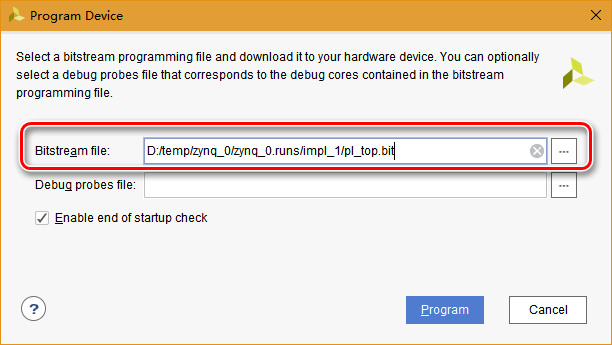 Program Device
Select a bitstream programming file and download it to your hardware device. You can optionally
select a debug probes file that corresponds to the debug cores contained in the bitstream
programming file.
Bitstream file: D:/temp/zynq_0/zynq_0.runs/impl_1/pl_top.bit ...
Debug probes file: ...
Enable end of startup check
? Program Cancel